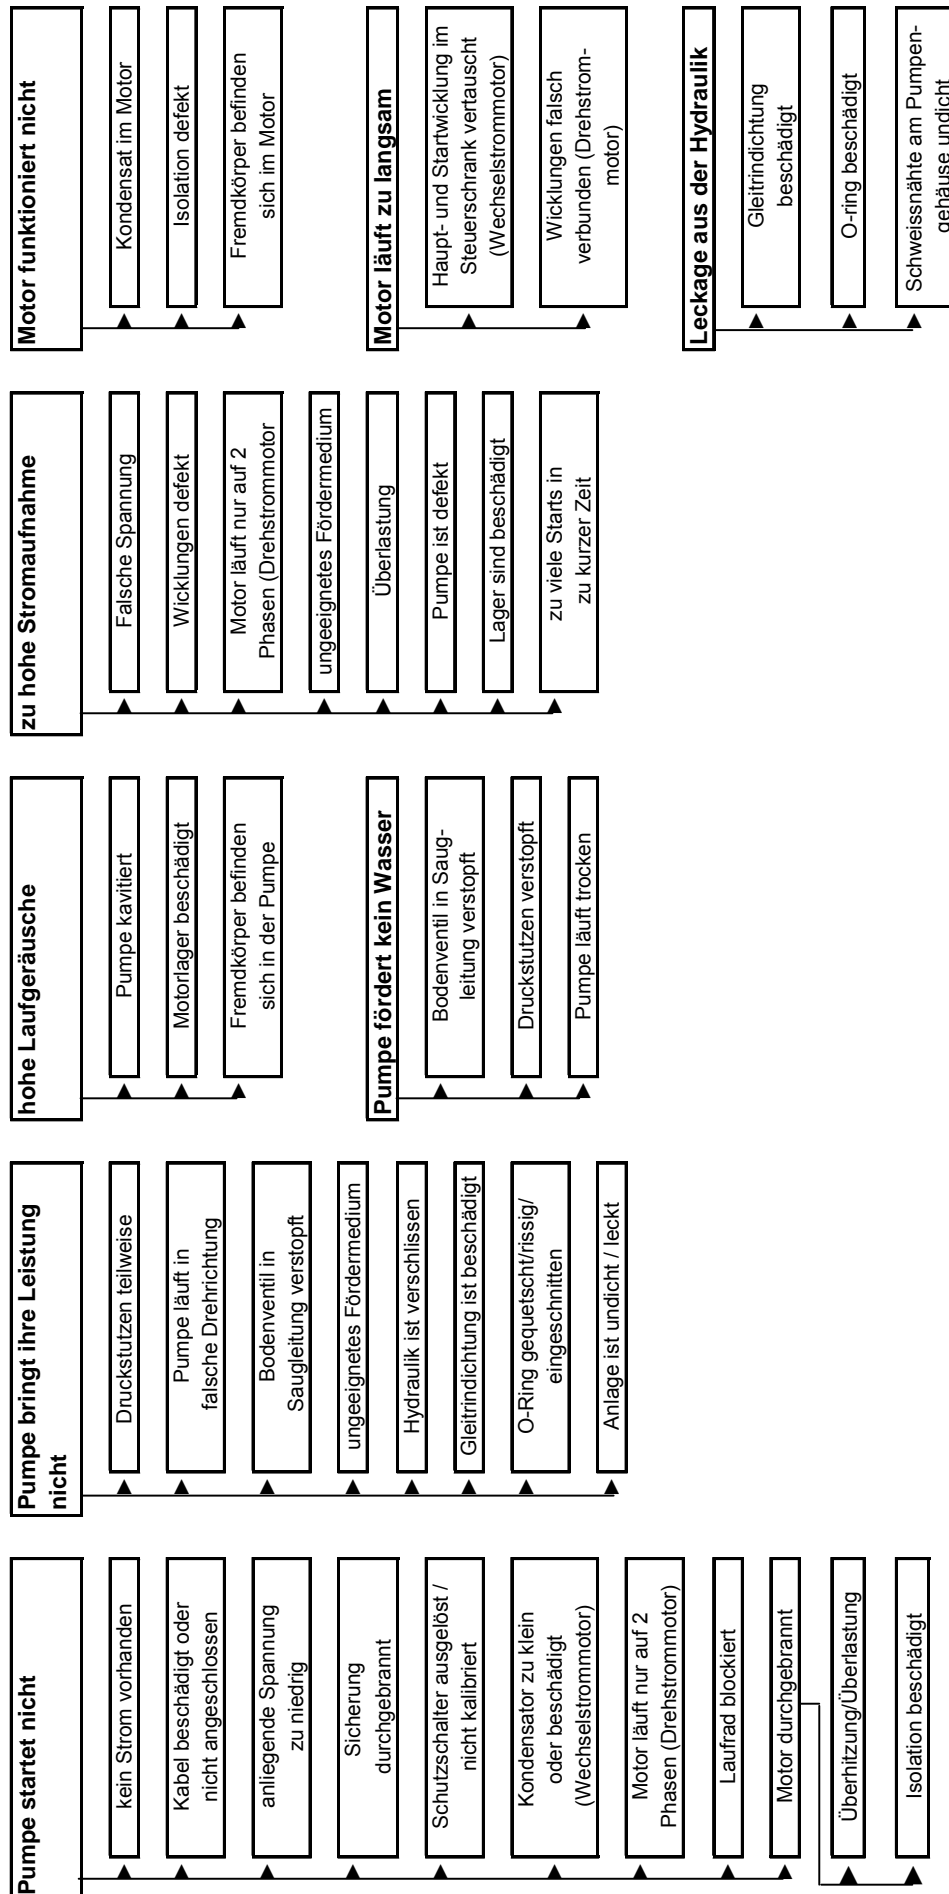 Pumpe startet nicht
kein Strom vorhanden
Kabel beschädigt oder
nicht angeschlossen
anliegende Spannung
zu niedrig
Sicherung
durchgebrannt
Schutzschalter ausgelöst /
nicht kalibriert
Kondensator zu klein
oder beschädigt
(Wechselstrommotor)
Motor läuft nur auf 2
Phasen (Drehstrommotor)
Laufrad blockiert
Motor durchgebrannt
Überhitzung/Überlastung
Isolation beschädigt
Pumpe bringt ihre Leistung
nicht
Druckstutzen teilweise
Pumpe läuft in
falsche Drehrichtung
Bodenventil in
Saugleitung verstopft
ungeeignetes Fördermedium
Hydraulik ist verschlissen
Gleitrindichtung ist beschädigt
O-Ring gequetscht/rissig/
eingeschnitten
Anlage ist undicht / leckt
hohe Laufgeräusche
Pumpe kavitiert
Motorlager beschädigt
Fremdkörper befinden
sich in der Pumpe
Pumpe fördert kein Wasser
Bodenventil in Saug-
leitung verstopft
Druckstutzen verstopft
Pumpe läuft trocken
zu hohe Stromaufnahme
Falsche Spannung
Wicklungen defekt
Motor läuft nur auf 2
Phasen (Drehstrommotor
ungeeignetes Fördermedium
Überlastung
Pumpe ist defekt
Lager sind beschädigt
zu viele Starts in
zu kurzer Zeit
Motor funktioniert nicht
Kondensat im Motor
Isolation defekt
Fremdkörper befinden
sich im Motor
Motor läuft zu langsam
Haupt- und Startwicklung im
Steuerschrank vertauscht
(Wechselstrommotor)
Wicklungen falsch
verbunden (Drehstrom-
motor)
Leckage aus der Hydraulik
Gleitrindichtung
beschädigt
O-ring beschädigt
Schweissnähte am Pumpen-
gehäuse undicht